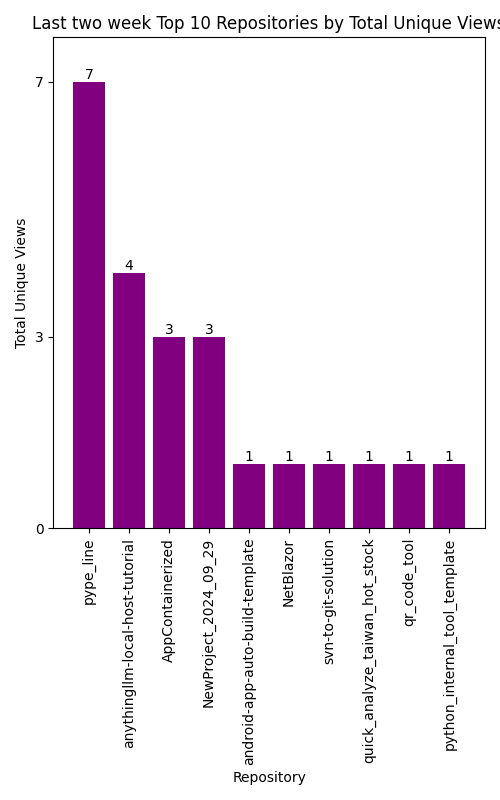 Last two week Top 10 Repositories by Total Unique Views
7
3
0
Total Unique Views
7
4
3
3
1
1
1
1
1
1
pype_line
anythingllm-local-host-tutorial
AppContainerized
NewProject_2024_09_29
android-app-auto-build-template
NetBlazor
svn-to-git-solution
quick_analyze_taiwan_hot_stock
qr_code_tool
python_internal_tool_template
Repository